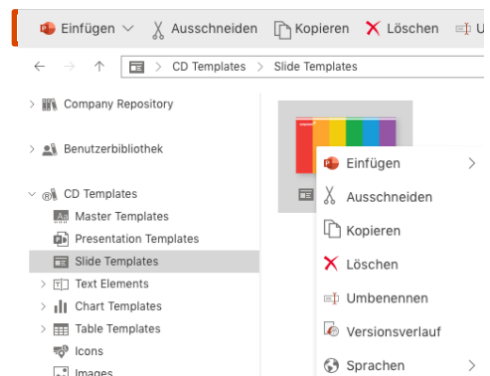 Einfügen Ausschneiden Kopieren Löschen
CD Templates > Slide Templates
Company Repository
Benutzerbibliothek
CD Templates
Master Templates
Presentation Templates
Slide Templates
Text Elements
Chart Templates
Table Templates
Icons
Images
Einfügen
Ausschneiden
Kopieren
Löschen
Umbenennen
Versionsverlauf
Sprachen